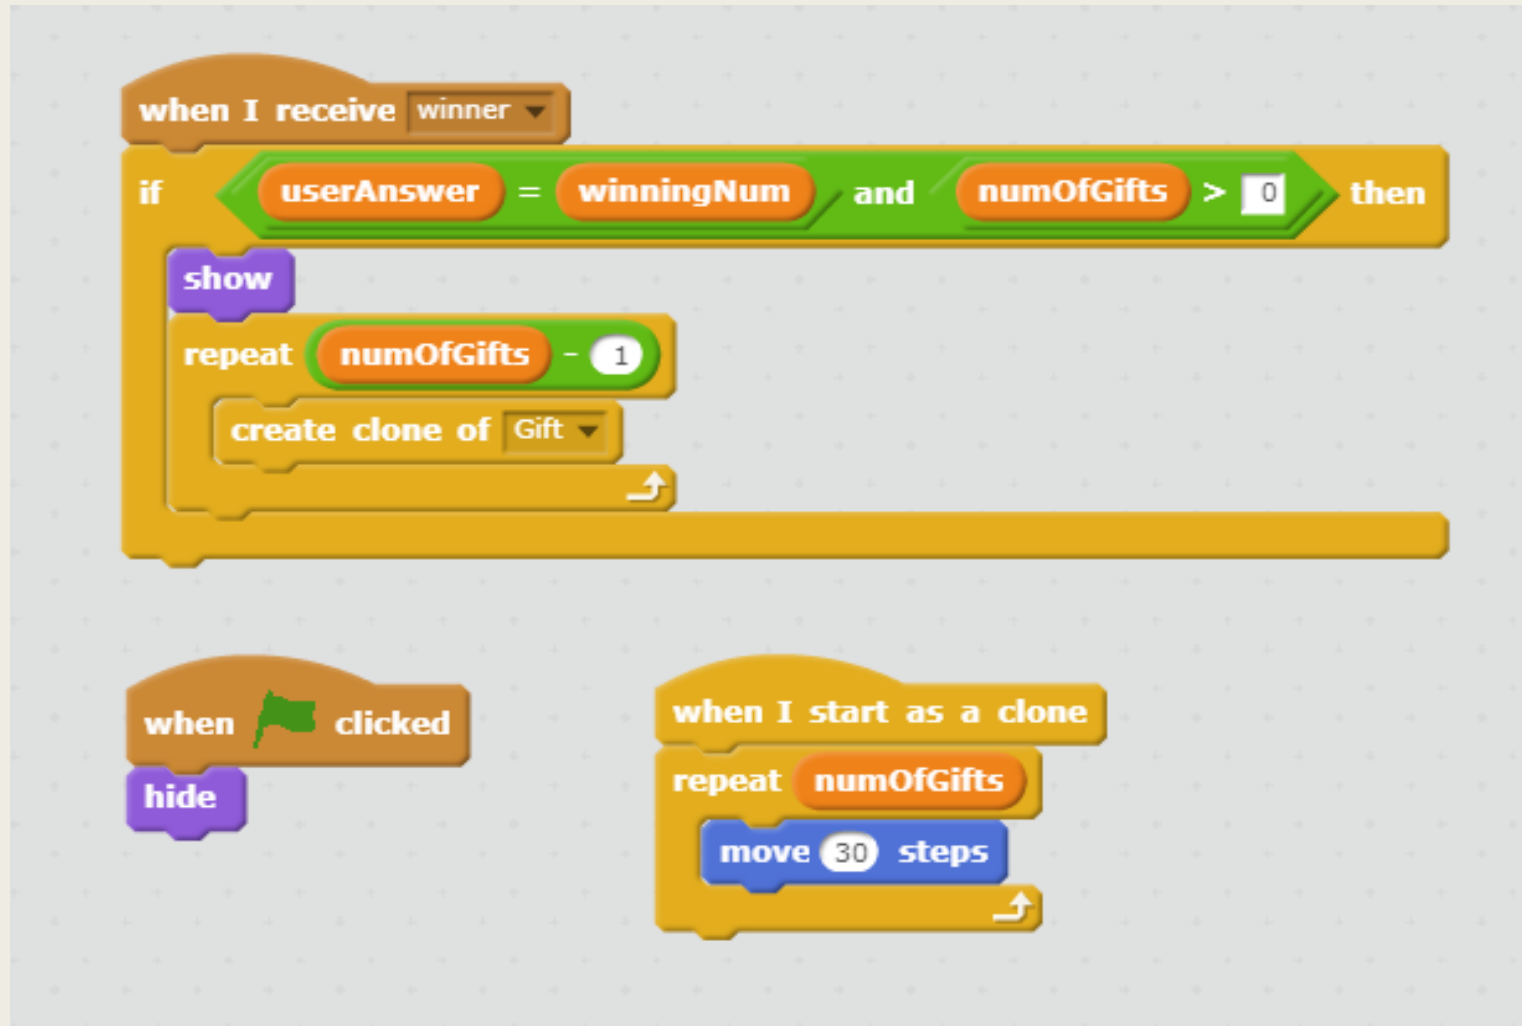 when I receive winner
if userAnswer = winningNum and numOfGifts > 0 then
show
repeat numOfGifts - 1
create clone of Gift
when clicked
hide
when I start as a clone
repeat numOfGifts
move 30 steps